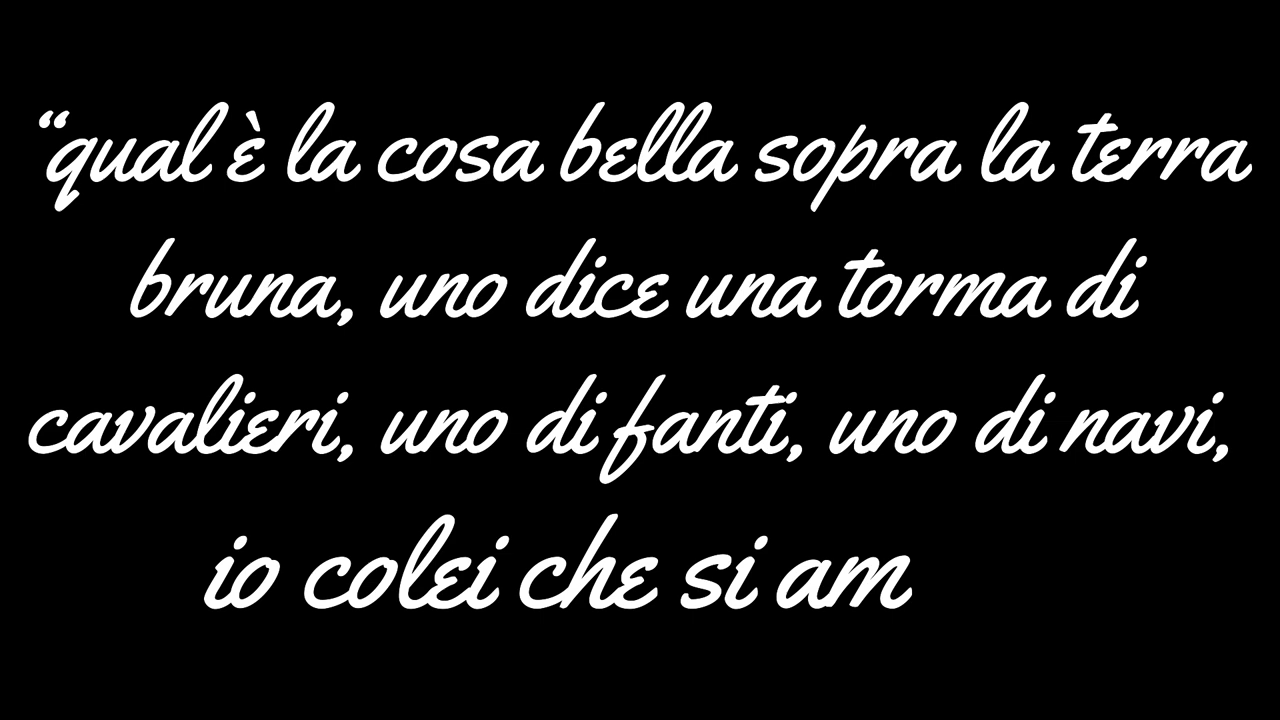 “qual è la cosa bella sopra la terra
bruna, uno dice una torma di
cavalieri, uno di fanti, uno di navi,
io colei che si am